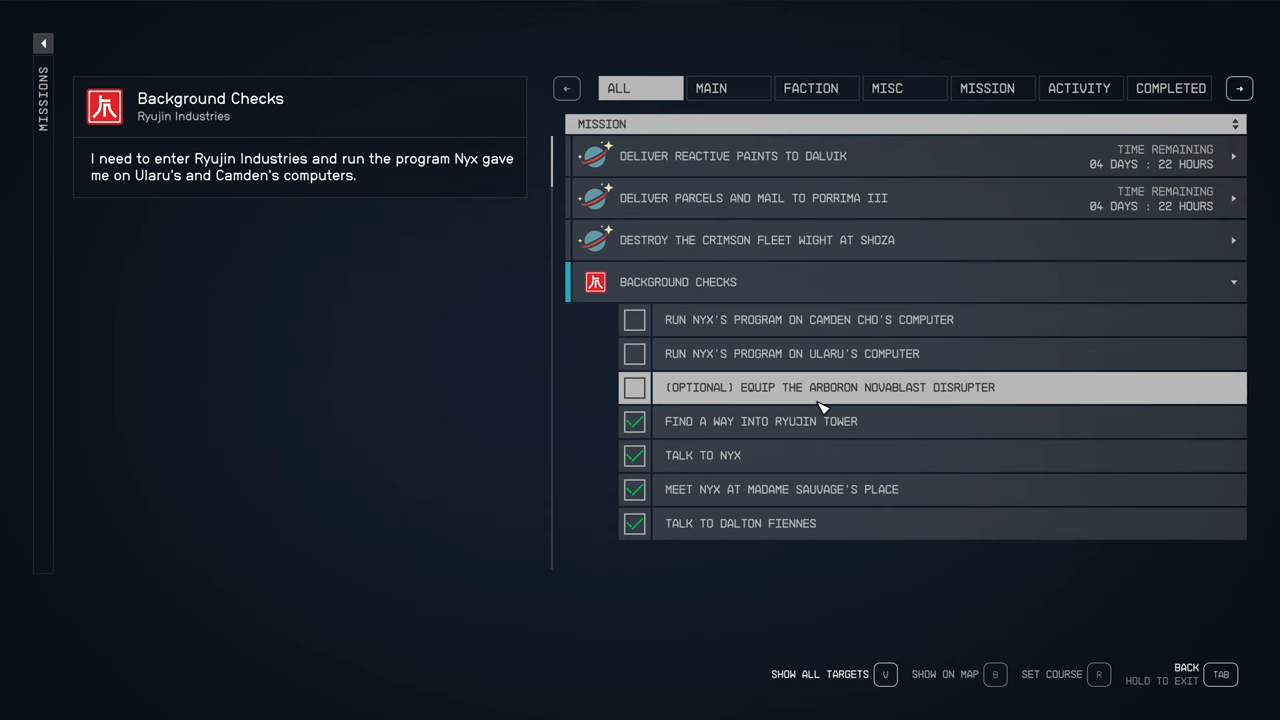 MISSIONS
Background Checks
Ryujin Industries
I need to enter Ryujin Industries and run the program Nyx gave
me on Ularu's and Camden's computers.
ALL
MAIN
FACTION
MISC
MISSION
ACTIVITY
COMPLETED
MISSION
DELIVER REACTIVE PAINTS TO DALVIK
TIME REMAINING
04 DAYS : 22 HOURS
DELIVER PARCELS AND MAIL TO PORRIMA III
TIME REMAINING
04 DAYS : 22 HOURS
DESTROY THE CRIMSON FLEET WIGHT AT SHOZA
BACKGROUND CHECKS
RUN NYX'S PROGRAM ON CAMDEN CHO'S COMPUTER
RUN NYX'S PROGRAM ON ULARU'S COMPUTER
(OPTIONAL) EQUIP THE ARBORON NOVABLAST DISRUPTER
FIND A WAY INTO RYUJIN TOWER
TALK TO NYX
MEET NYX AT MADAME SAUVAGE'S PLACE
TALK TO DALTON FIENNES
SHOW ALL TARGETS V
SHOW ON MAP B
SET COURSE R
BACK
HOLD TO EXIT
TAB